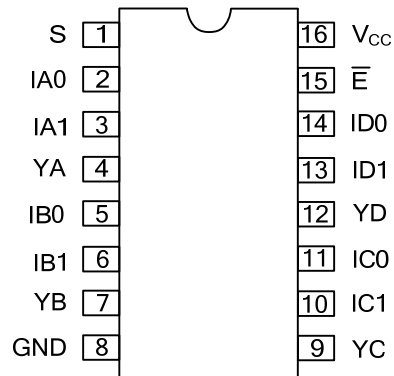 S 1 16 V_CC
IA0 2 15 E̅
IA1 3 14 ID0
YA 4 13 ID1
IB0 5 12 YD
IB1 6 11 IC0
YB 7 10 IC1
GND 8 9 YC